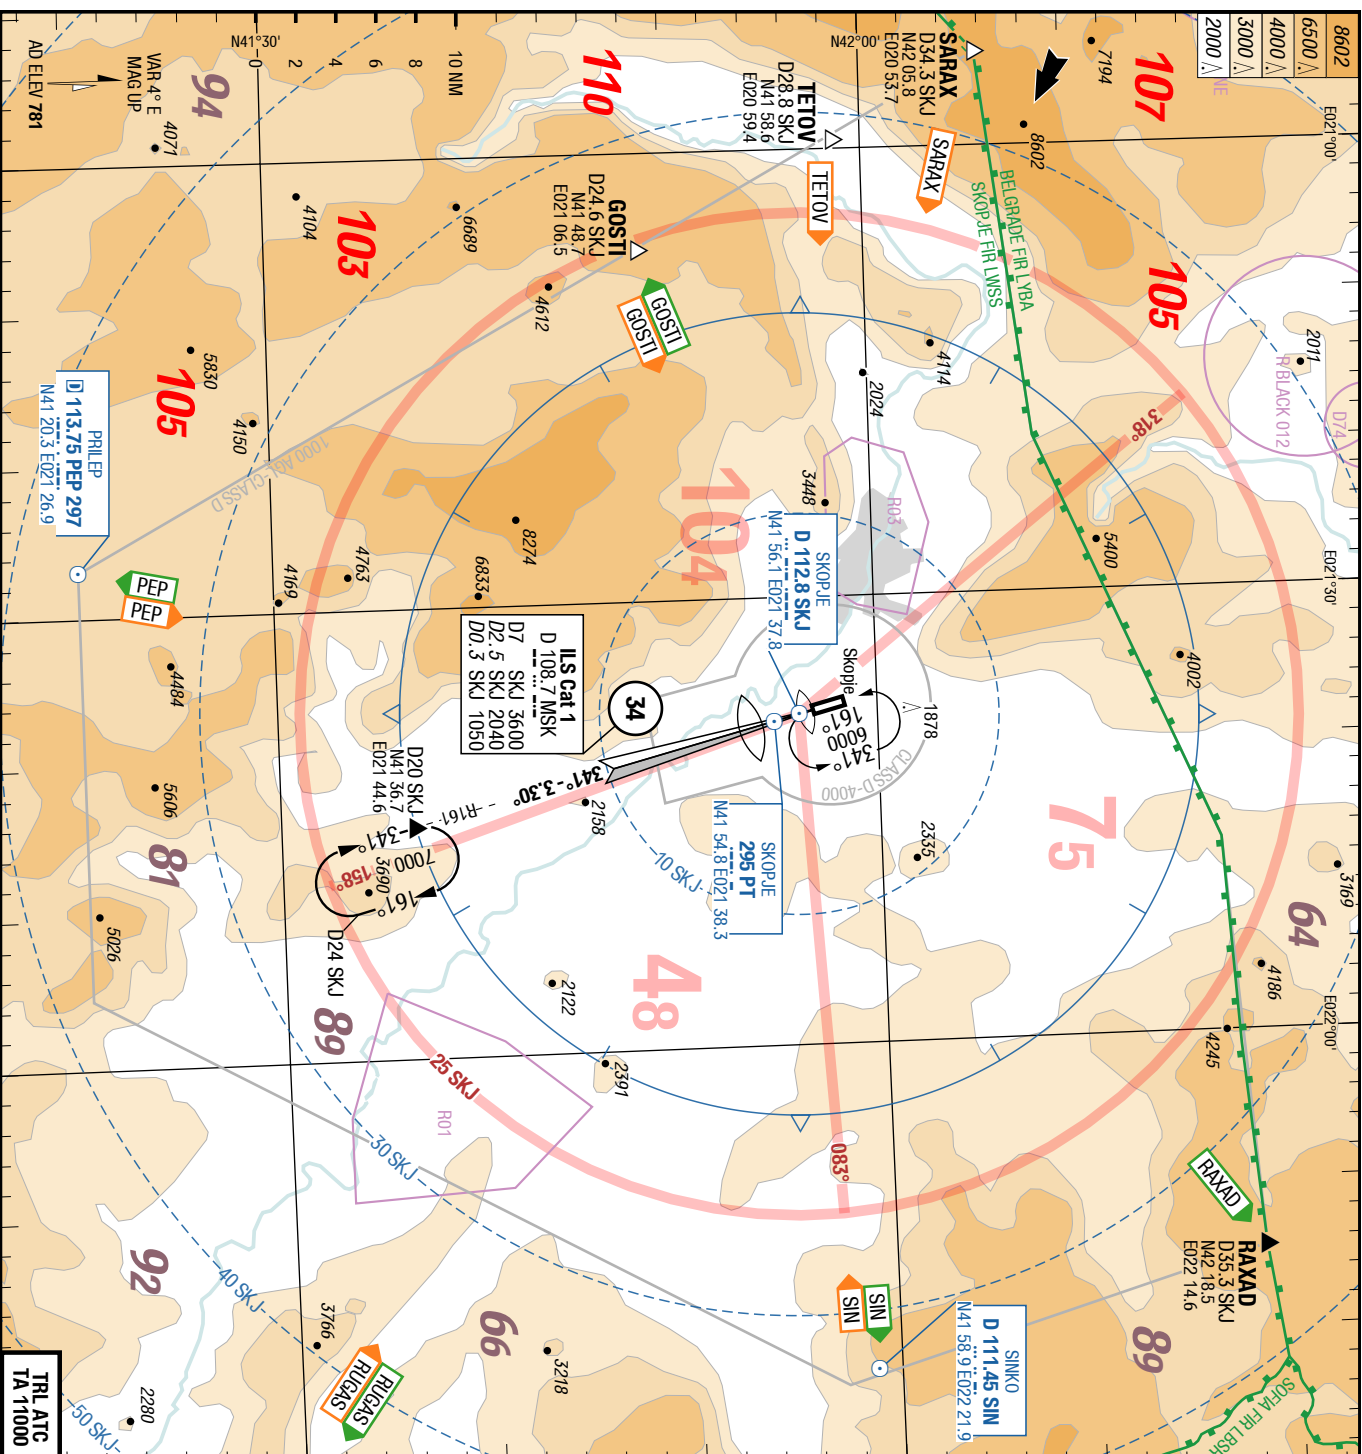 8602
6500
4000
3000
2000
NE
E021°00'
E021°30'
E022°00'
N42°00'
N41°30'
107
7194
8602
SARAX
D34.3 SKJ
N42 05.8
E020 53.7
SARAX
BELGRADE FIR LYBA
SKOPJE FIR LWSS
105
2011
R/BLACK 012
D74
TETOV
D28.8 SKJ
N41 58.6
E020 59.4
TETOV
110
10 NM
8
6
4
2
0
VAR 4° E
MAG UP
AD ELEV 781
94
4071
4104
103
6689
GOSTI
D24.6 SKJ
N41 48.7
E021 06.5
GOSTI
GOSTI
4612
4114
2024
318°
5830
105
4150
1000 AGL-CLASS D
PRILEP
D 113.75 PEP 297
N41 20.3 E021 26.9
PEP
PEP
8274
6833
4763
4169
4484
104
3448
R03
SKOPJE
D 112.8 SKJ
N41 56.1 E021 37.8
5400
4002
Skopje
1878
161°
6000
341°
CLASS D-4000
34
ILS Cat 1
D 108.7 MSK
D7 SKJ 3600
D2.5 SKJ 2040
D0.3 SKJ 1050
341°-3.30°
2158
R161
D20 SKJ
N41 36.7
E021 44.6
341°
7000
158°
3690
161°
D24 SKJ
SKOPJE
295 PT
N41 54.8 E021 38.3
10 SKJ
2335
75
3169
64
4186
4245
5606
81
5026
89
48
2122
2391
25 SKJ
R01
083°
30 SKJ
40 SKJ
50 SKJ
92
3766
2280
66
3218
RUGAS
RUGAS
SIN
SIN
SINKO
D 111.45 SIN
N41 58.9 E022 21.9
RAXAD
RAXAD
D35.3 SKJ
N42 18.5
E022 14.6
89
SOFIA FIR LBSR
TRL ATC
TA 11000